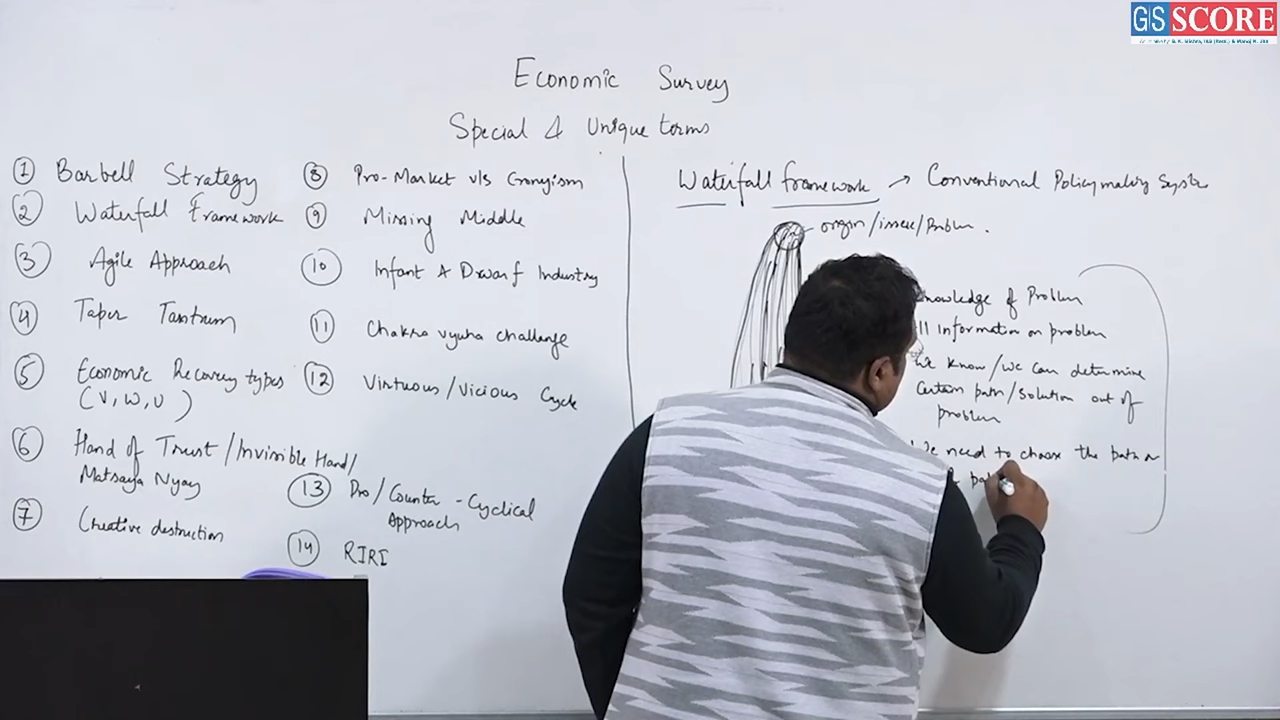 GS SCORE
Economic Survey
Special & Unique terms
① Barbell Strategy
② Waterfall Framework
③ Agile Approach
④ Taper Tantrum
⑤ Economic Recovery types
(V, W, U)
⑥ Hand of Trust / Invisible Hand/
Matsaya Nyay
⑦ Creative destruction
⑧ Pro-Market v/s Cronyism
⑨ Missing Middle
⑩ Infant & Dwarf Industry
⑪ Chakra vyuha challenge
⑫ Virtuous / Vicious Cycle
⑬ Pro / Counter - Cyclical
Approach
⑭ RIRI
Waterfall framework → Conventional Policymaking
origin/issue/Problem .
of Problem
information on problem
know/we can determine
Certain path/solution out of
problem
need to choose the path